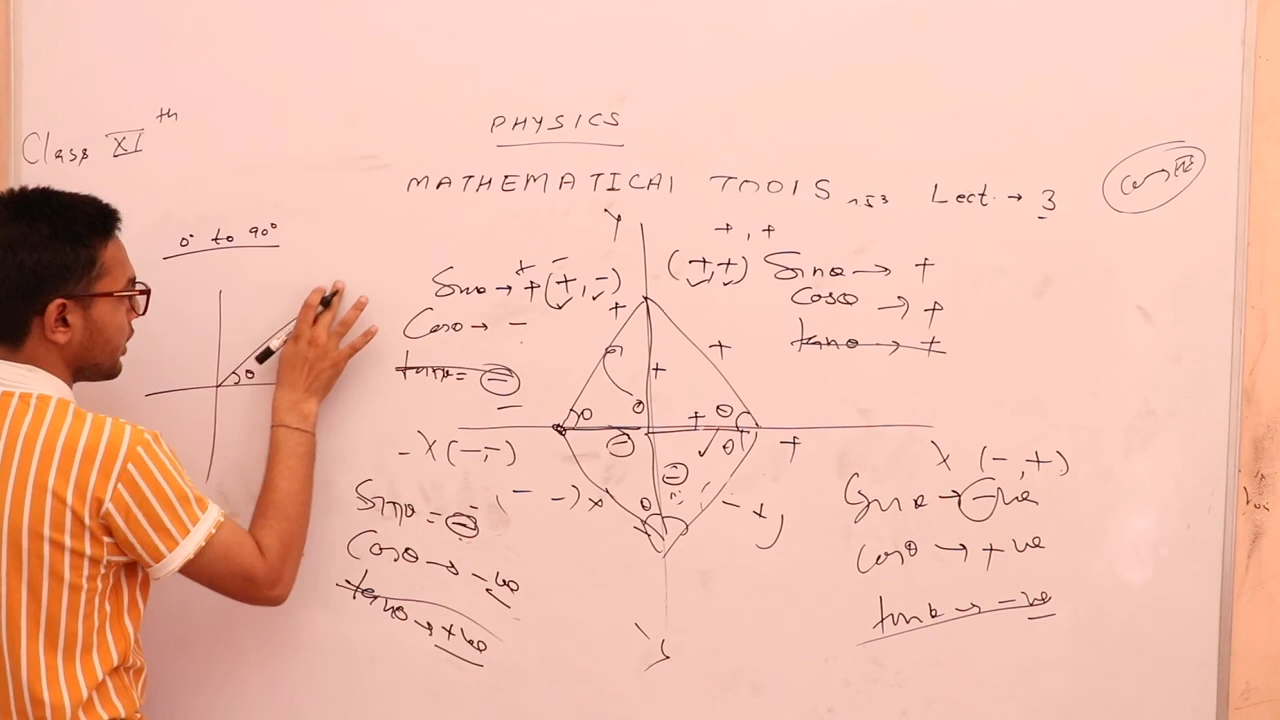 Class XI th
PHYSICS
MATHEMATICAL TOOLS
Lect. → 3
0° to 90°
θ
Y
+ , +
(+,+) Sinθ → +
Cosθ → +
tanθ → +
+ -
Sinθ → + (+,-)
Cosθ → -
tanθ = -
+
+
+
+
θ
θ
θ
θ
-
-
+
- X (-,-)
X (-,+)
Sinθ = -
Cosθ → -ve
tanθ → +ve
Sinθ → -ve
Cosθ → +ve
tanθ → -ve
θ